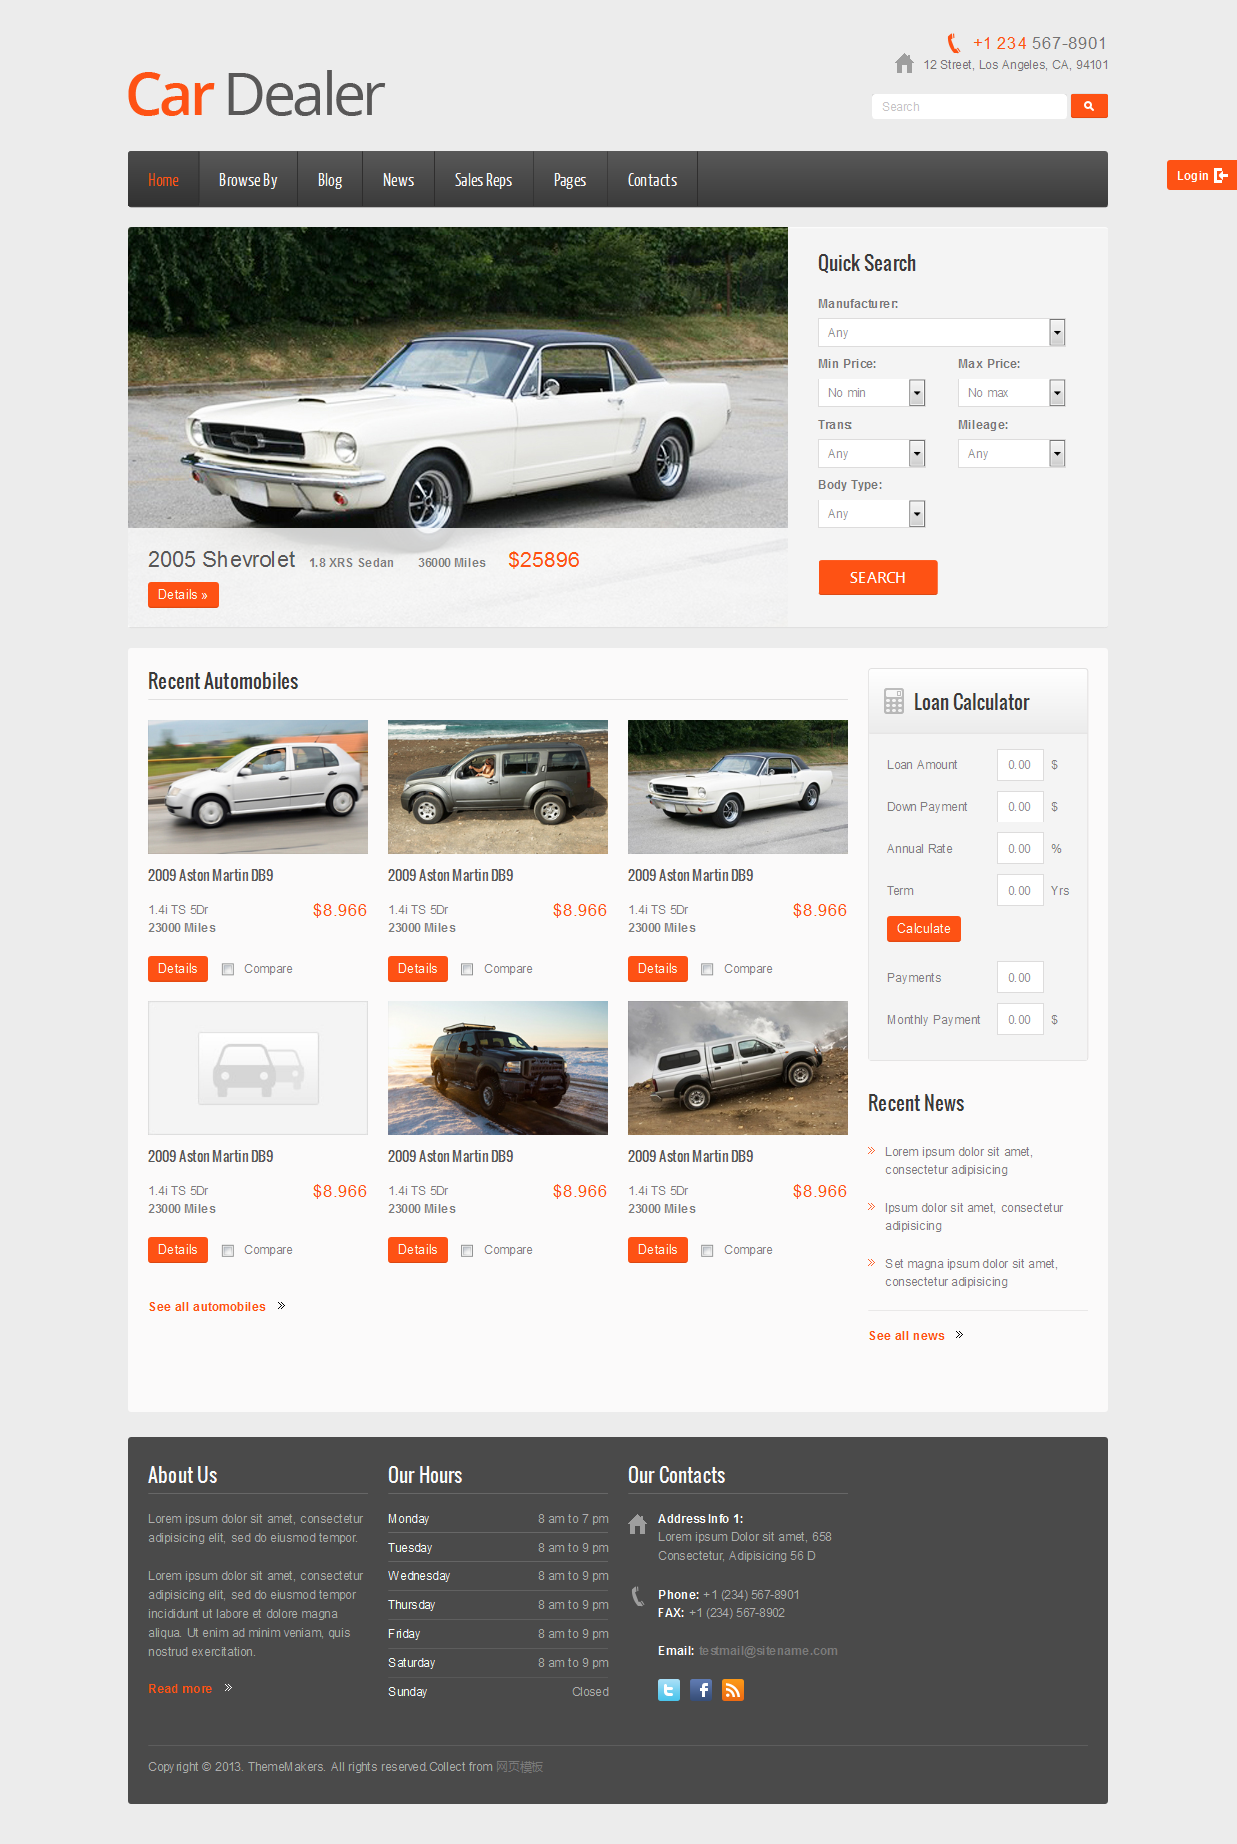 +1 234 567-8901
12 Street, Los Angeles, CA, 94101
Car Dealer
Search
Home Browse By Blog News Sales Reps Pages Contacts
Login
Quick Search
Manufacturer:
Any
Min Price: Max Price:
No min No max
Trans: Mileage:
Any Any
Body Type:
Any
SEARCH
2005 Shevrolet 1.8 XRS Sedan 36000 Miles $25896
Details »
Recent Automobiles
2009 Aston Martin DB9 2009 Aston Martin DB9 2009 Aston Martin DB9
1.4i TS 5Dr $8.966 1.4i TS 5Dr $8.966 1.4i TS 5Dr $8.966
23000 Miles 23000 Miles 23000 Miles
Details Compare Details Compare Details Compare
2009 Aston Martin DB9 2009 Aston Martin DB9 2009 Aston Martin DB9
1.4i TS 5Dr $8.966 1.4i TS 5Dr $8.966 1.4i TS 5Dr $8.966
23000 Miles 23000 Miles 23000 Miles
Details Compare Details Compare Details Compare
See all automobiles
Loan Calculator
Loan Amount 0.00 $
Down Payment 0.00 $
Annual Rate 0.00 %
Term 0.00 Yrs
Calculate
Payments 0.00
Monthly Payment 0.00 $
Recent News
Lorem ipsum dolor sit amet,
consectetur adipisicing
Ipsum dolor sit amet, consectetur
adipisicing
Set magna ipsum dolor sit amet,
consectetur adipisicing
See all news
About Us
Lorem ipsum dolor sit amet, consectetur
adipisicing elit, sed do eiusmod tempor.
Lorem ipsum dolor sit amet, consectetur
adipisicing elit, sed do eiusmod tempor
incididunt ut labore et dolore magna
aliqua. Ut enim ad minim veniam, quis
nostrud exercitation.
Read more
Our Hours
Monday 8 am to 7 pm
Tuesday 8 am to 9 pm
Wednesday 8 am to 9 pm
Thursday 8 am to 9 pm
Friday 8 am to 9 pm
Saturday 8 am to 9 pm
Sunday Closed
Our Contacts
Address Info 1:
Lorem ipsum Dolor sit amet, 658
Consectetur, Adipisicing 56 D
Phone: +1 (234) 567-8901
FAX: +1 (234) 567-8902
Email: testmail@sitename.com
Copyright © 2013. ThemeMakers. All rights reserved.Collect from 网页模板